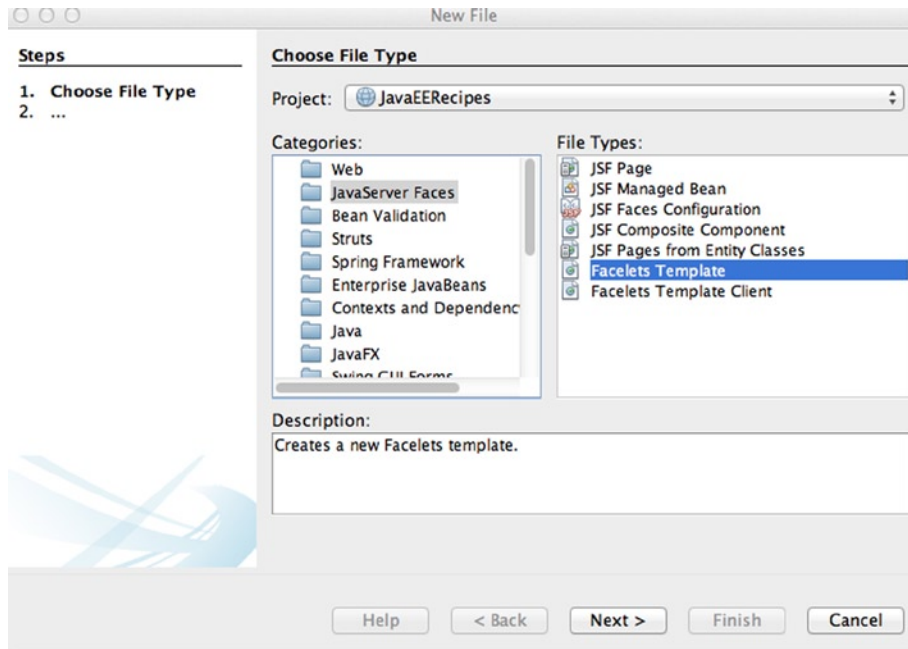 New File
Steps
1. Choose File Type
2. ...
Choose File Type
Project: JavaEERecipes
Categories:
Web
JavaServer Faces
Bean Validation
Struts
Spring Framework
Enterprise JavaBeans
Contexts and Dependenc
Java
JavaFX
Swing GUI Forms
File Types:
JSF Page
JSF Managed Bean
JSF Faces Configuration
JSF Composite Component
JSF Pages from Entity Classes
Facelets Template
Facelets Template Client
Description:
Creates a new Facelets template.
Help
< Back
Next >
Finish
Cancel